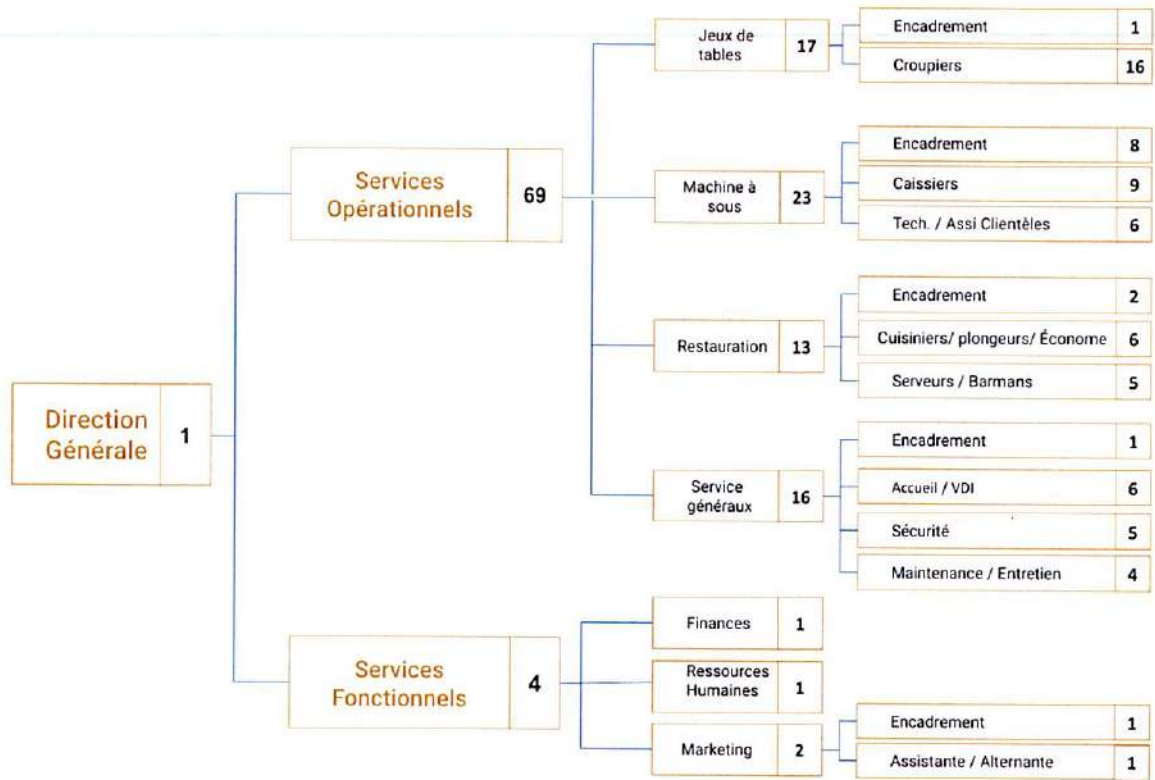 Direction
Générale
1
Services
Opérationnels
69
Jeux de
tables
17
Encadrement
1
Croupiers
16
Machine à
sous
23
Encadrement
8
Caissiers
9
Tech. / Assi Clientèles
6
Restauration
13
Encadrement
2
Cuisiniers/ plongeurs/ Économe
6
Serveurs / Barmans
5
Service
généraux
16
Encadrement
1
Accueil / VDI
6
Sécurité
5
Maintenance / Entretien
4
Services
Fonctionnels
4
Finances
1
Ressources
Humaines
1
Marketing
2
Encadrement
1
Assistante / Alternante
1